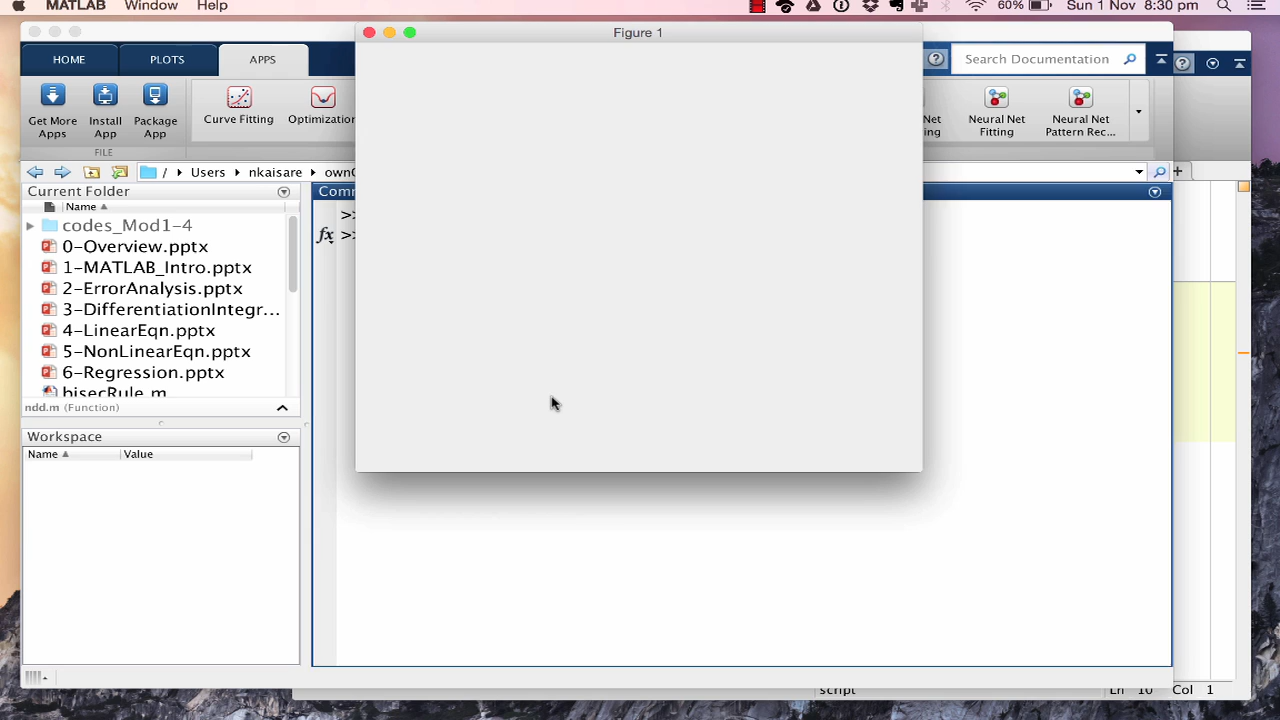 MATLAB Window Help 60% Sun 1 Nov 8:30 pm
Figure 1
HOME PLOTS APPS Search Documentation
Get More Apps
Install App
Package App
Curve Fitting
Neural Net Fitting
Neural Net Pattern Rec...
FILE
/ Users nkaisare
Current Folder
Name
codes_Mod1-4
0-Overview.pptx
1-MATLAB_Intro.pptx
2-ErrorAnalysis.pptx
3-DifferentiationIntegr...
4-LinearEqn.pptx
5-NonLinearEqn.pptx
6-Regression.pptx
bisecRule.m
ndd.m (Function)
Workspace
Name Value
>>
fx >>
script Ln 10 Col 1